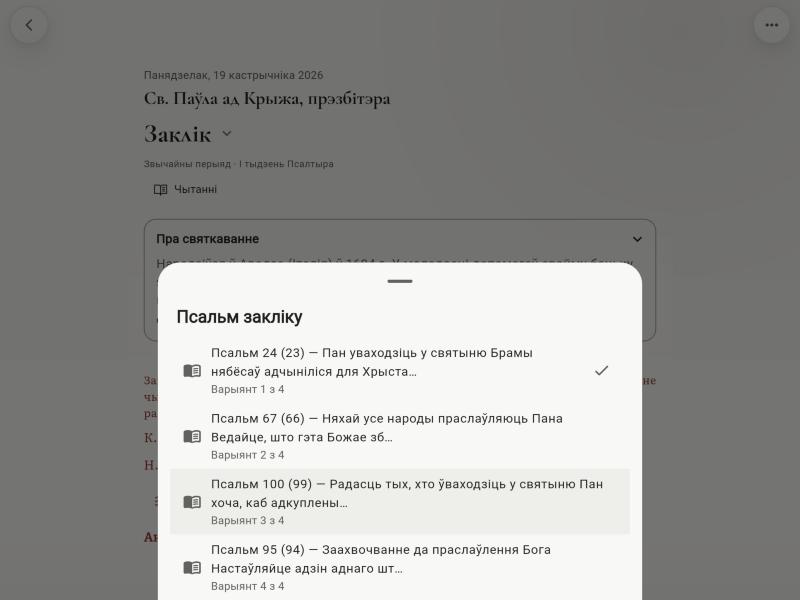 Панядзелак, 19 кастрычніка 2026
Св. Паўла ад Крыжа, прэзбітэра
Заклік
Звычайны перыяд · I тыдзень Псалтыра
Чытанні
Пра святкаванне
Псальм закліку
Псальм 24 (23) — Пан уваходзіць у святыню Брамы
нябёсаў адчыніліся для Хрыста…
Варыянт 1 з 4
Псальм 67 (66) — Няхай усе народы праслаўляюць Пана
Ведайце, што гэта Божае зб…
Варыянт 2 з 4
Псальм 100 (99) — Радасць тых, хто ўваходзіць у святыню Пан
хоча, каб адкуплены…
Варыянт 3 з 4
Псальм 95 (94) — Заахвочванне да праслаўлення Бога
Настаўляйце адзін аднаго шт…
Варыянт 4 з 4
К.
Н.